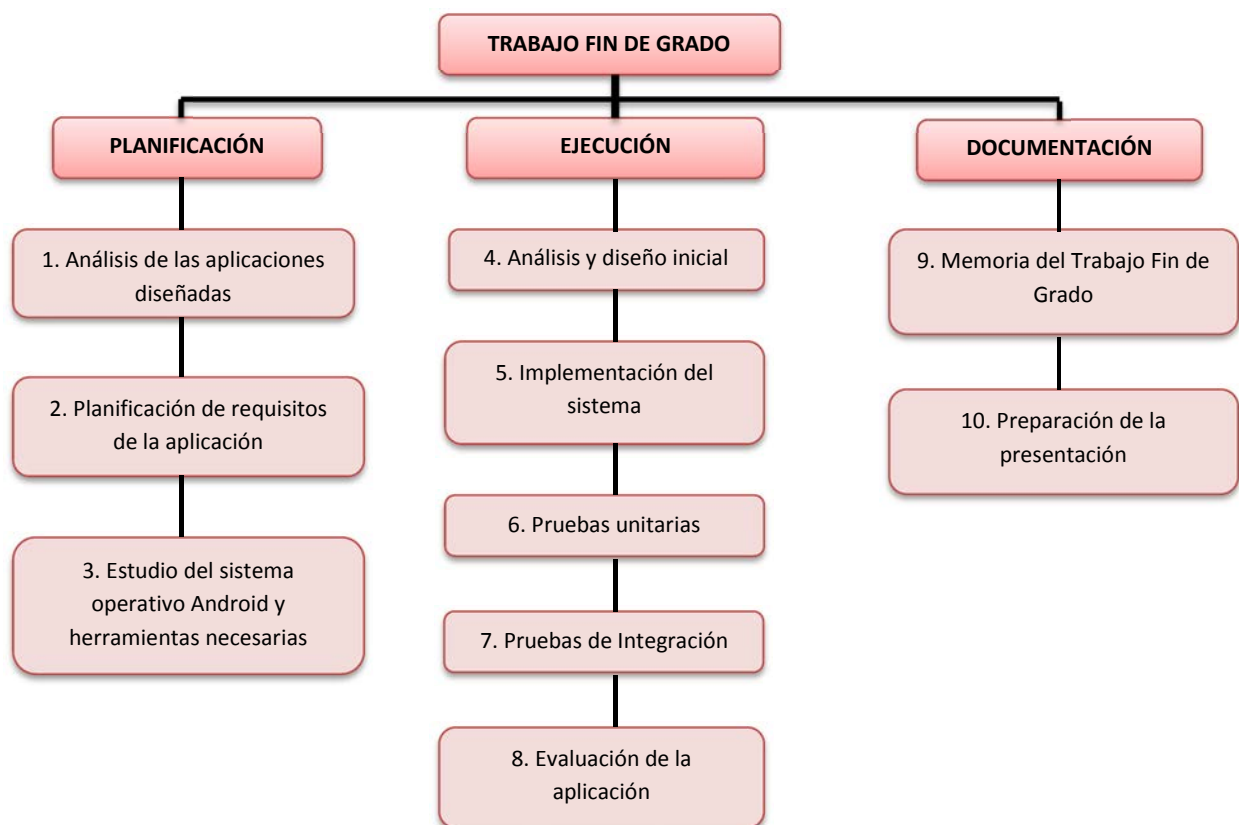 TRABAJO FIN DE GRADO
PLANIFICACIÓN
1. Análisis de las aplicaciones
diseñadas
2. Planificación de requisitos
de la aplicación
3. Estudio del sistema
operativo Android y
herramientas necesarias
EJECUCIÓN
4. Análisis y diseño inicial
5. Implementación del
sistema
6. Pruebas unitarias
7. Pruebas de Integración
8. Evaluación de la
aplicación
DOCUMENTACIÓN
9. Memoria del Trabajo Fin de
Grado
10. Preparación de la
presentación